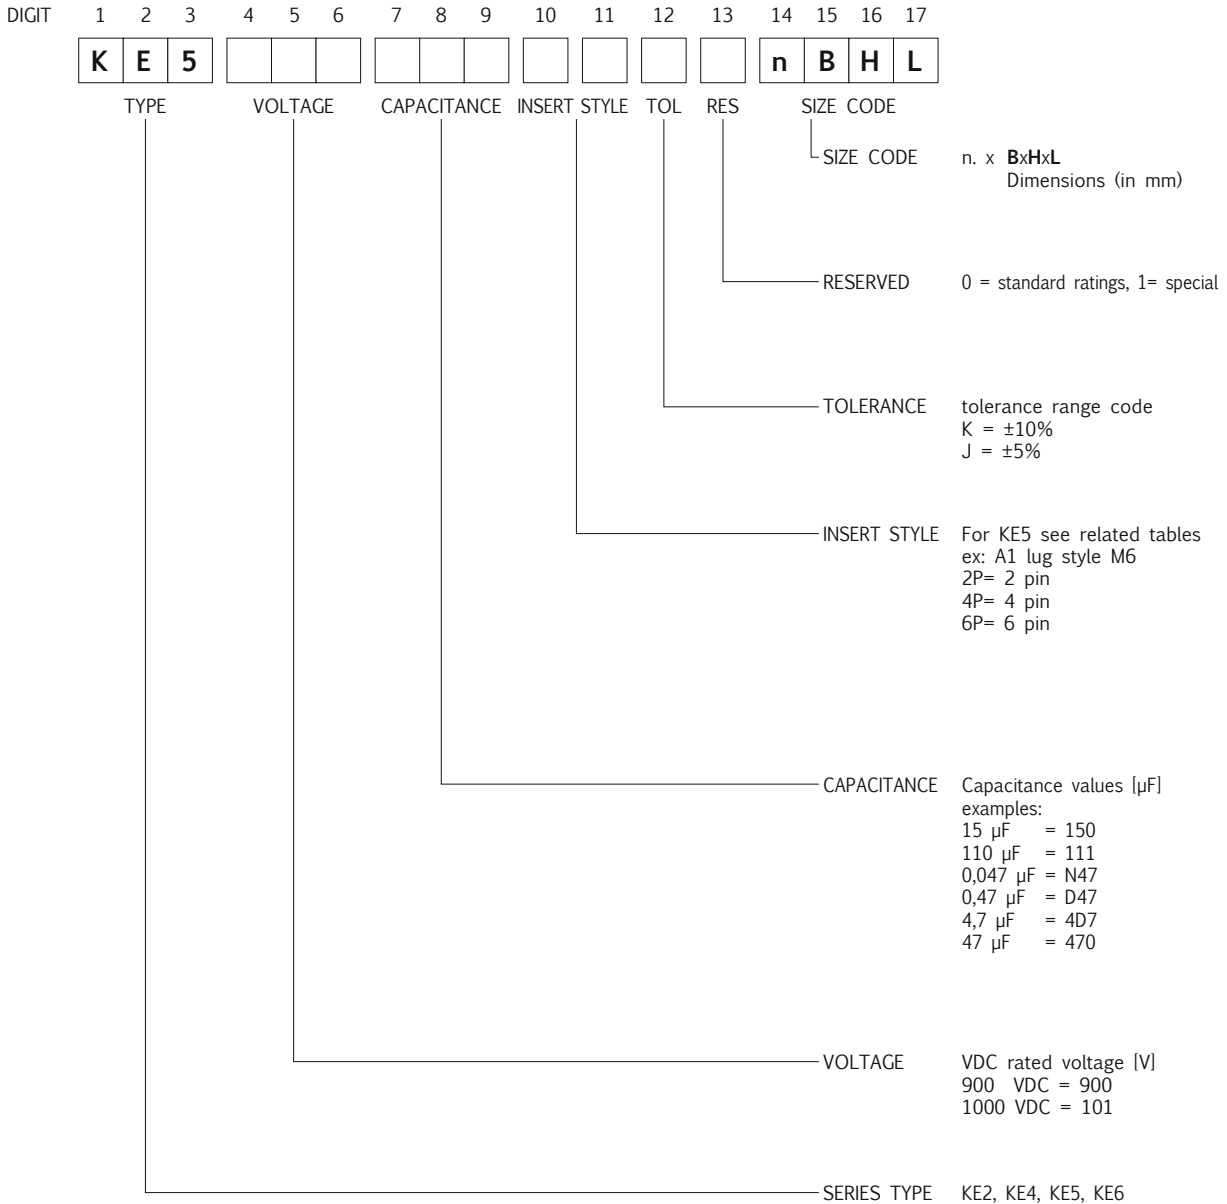 DIGIT 1 2 3 4 5 6 7 8 9 10 11 12 13 14 15 16 17
K E 5 n B H L
TYPE VOLTAGE CAPACITANCE INSERT STYLE TOL RES SIZE CODE
SIZE CODE n. x BxHxL
Dimensions (in mm)
RESERVED 0 = standard ratings, 1= special
TOLERANCE tolerance range code
K = ±10%
J = ±5%
INSERT STYLE For KE5 see related tables
ex: A1 lug style M6
2P= 2 pin
4P= 4 pin
6P= 6 pin
CAPACITANCE Capacitance values [µF]
examples:
15 µF = 150
110 µF = 111
0,047 µF = N47
0,47 µF = D47
4,7 µF = 4D7
47 µF = 470
VOLTAGE VDC rated voltage [V]
900 VDC = 900
1000 VDC = 101
SERIES TYPE KE2, KE4, KE5, KE6